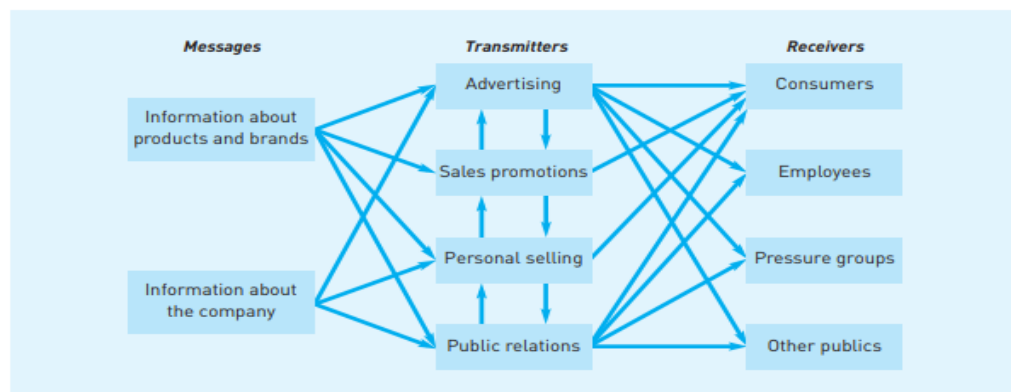 Messages
Transmitters
Receivers
Advertising
Consumers
Information about
products and brands
Sales promotions
Employees
Personal selling
Pressure groups
Information about
the company
Public relations
Other publics